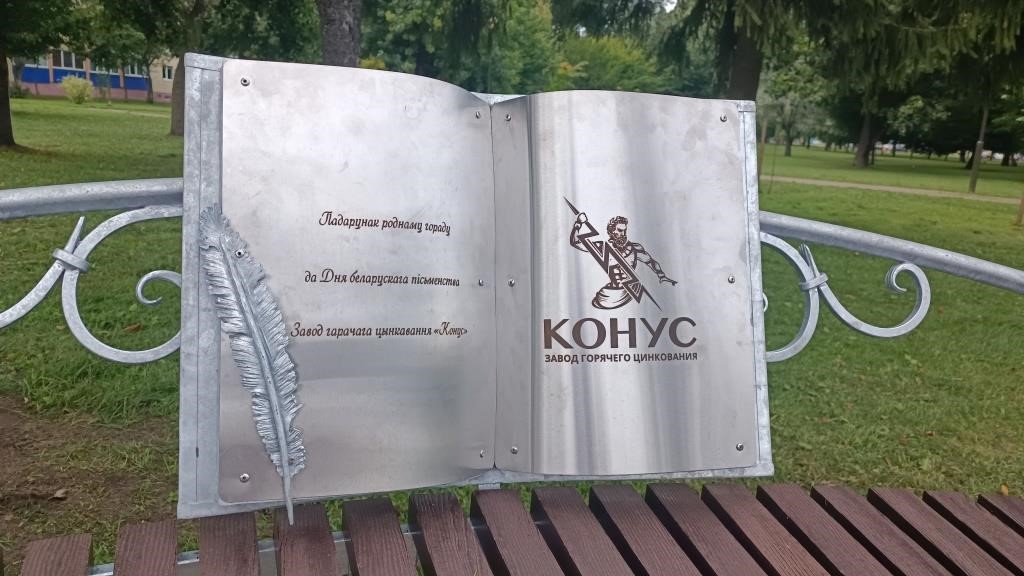 Падарунак роднаму гораду
да Дня беларускага пісьменства
Завод гарачага цынкавання «Конус»
КОНУС
ЗАВОД ГОРЯЧЕГО ЦИНКОВАНИЯ